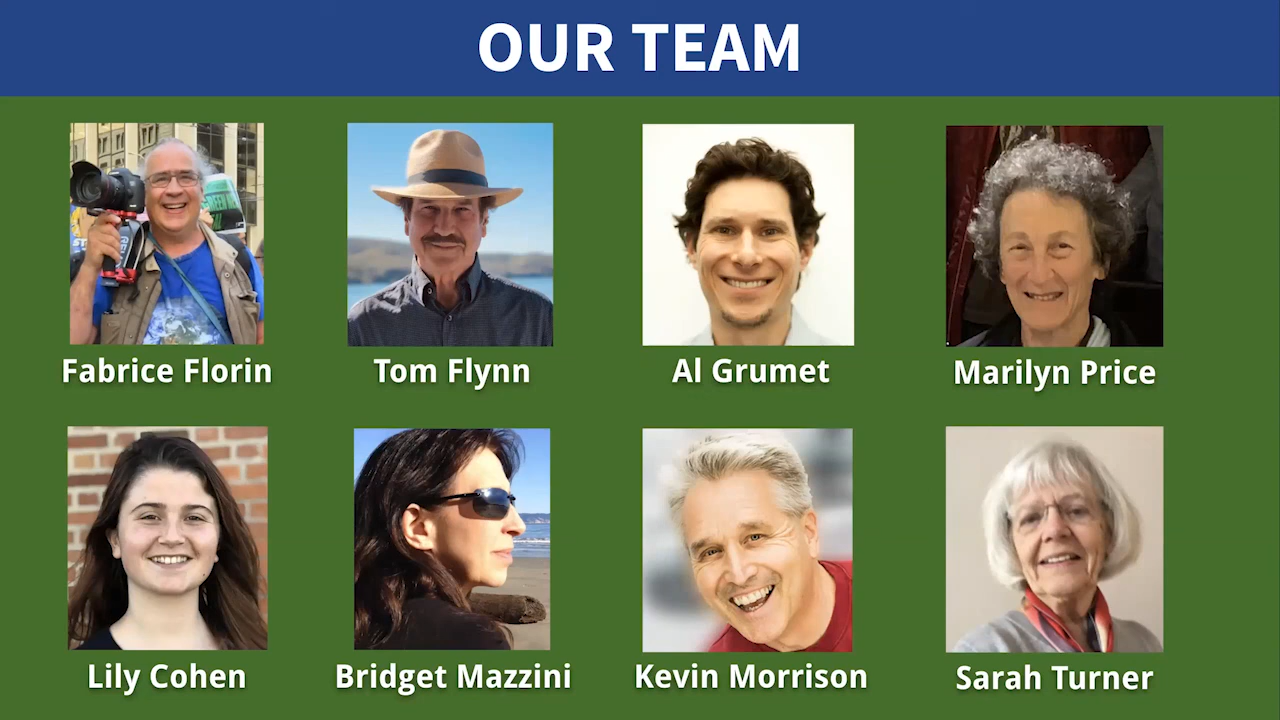 OUR TEAM
Fabrice Florin
Tom Flynn
Al Grumet
Marilyn Price
Lily Cohen
Bridget Mazzini
Kevin Morrison
Sarah Turner